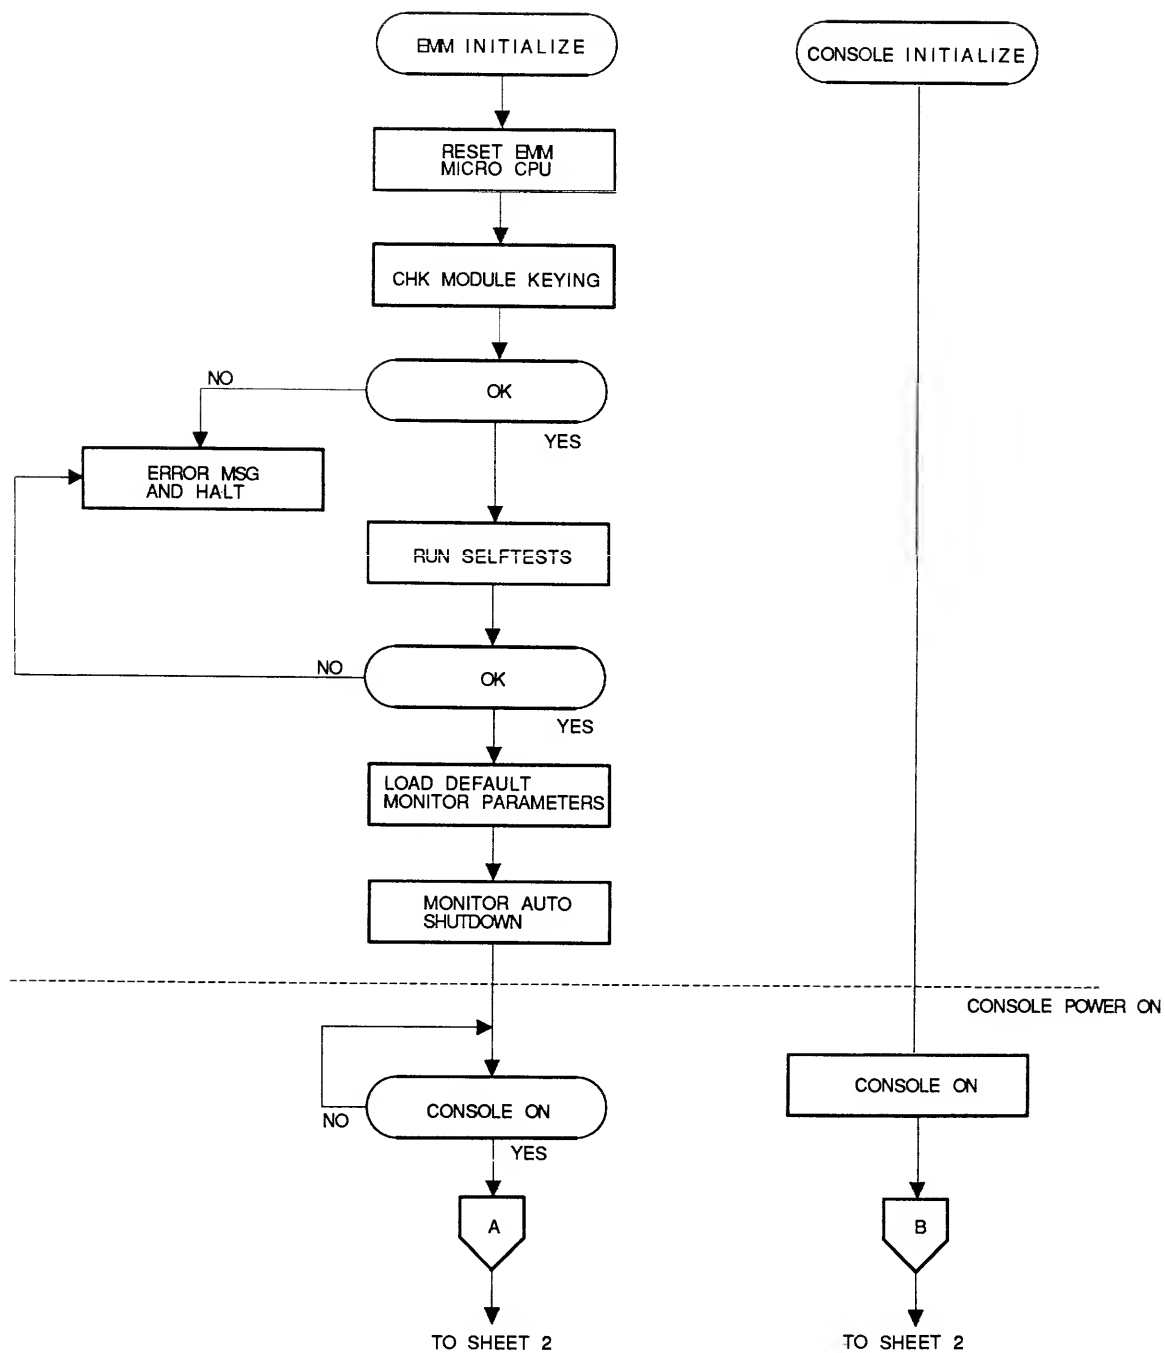 EMM INITIALIZE
CONSOLE INITIALIZE
RESET EMM
MICRO CPU
CHK MODULE KEYING
NO
OK
YES
ERROR MSG
AND HALT
RUN SELFTESTS
NO
OK
YES
LOAD DEFAULT
MONITOR PARAMETERS
MONITOR AUTO
SHUTDOWN
CONSOLE POWER ON
CONSOLE ON
CONSOLE ON
NO
YES
A
B
TO SHEET 2
TO SHEET 2